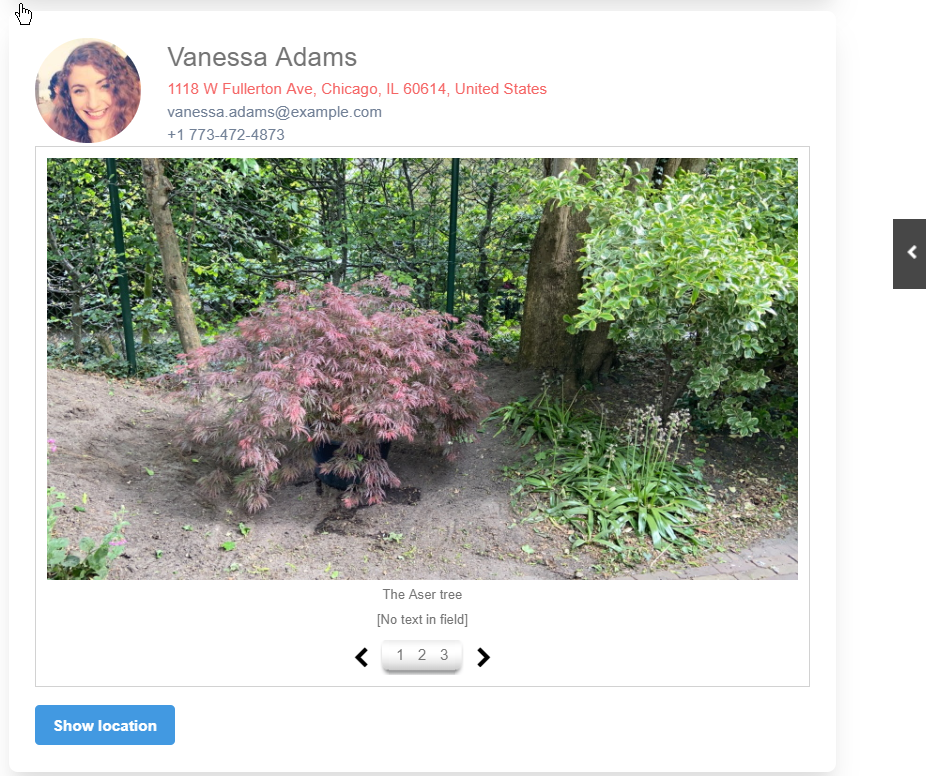 Vanessa Adams
1118 W Fullerton Ave, Chicago, IL 60614, United States
vanessa.adams@example.com
+1 773-472-4873
The Aser tree
[No text in field]
1 2 3
Show location